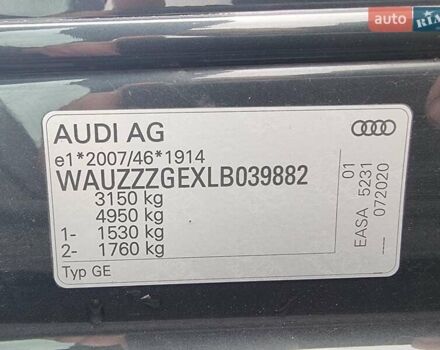 AUDI AG
e1*2007/46*1914
WAUZZZGEXLB039882
3150 kg
4950 kg
1- 1530 kg
2- 1760 kg
Typ GE
01
EASA 5231
072020
auto
RIA